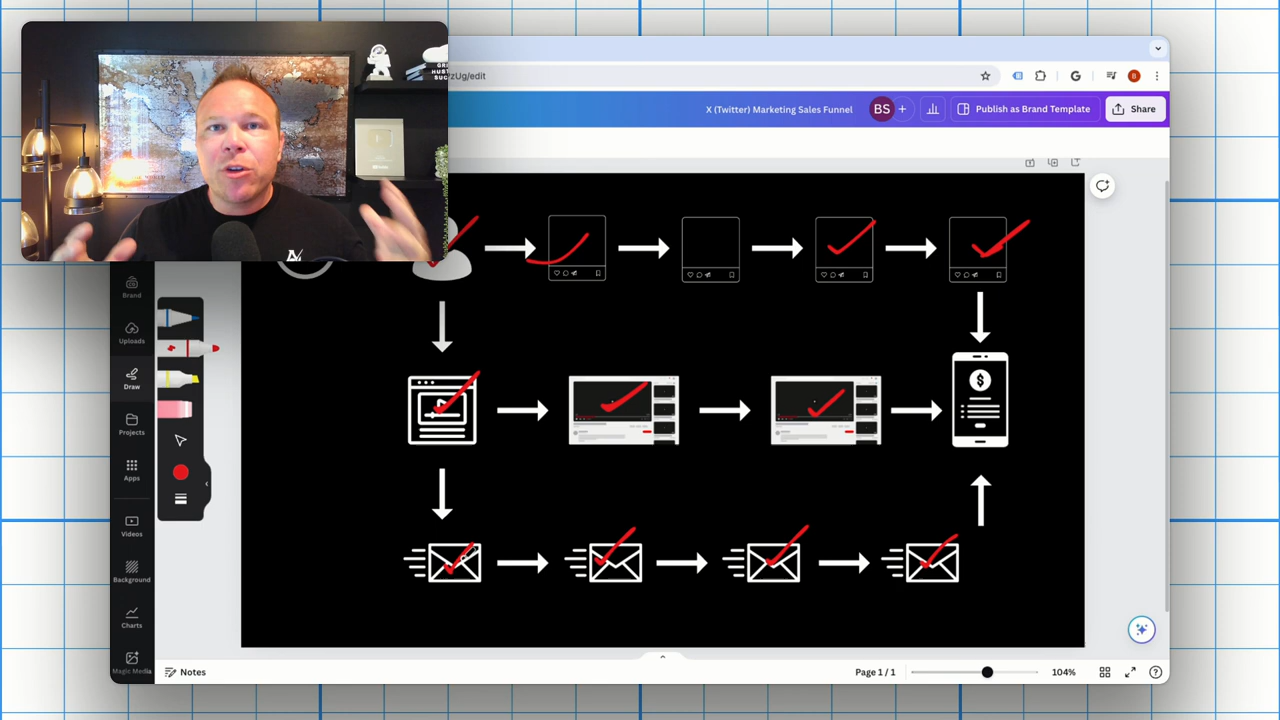 zUg/edit
X (Twitter) Marketing Sales Funnel
BS
Publish as Brand Template
Share
B
Brand
Uploads
Draw
Projects
Apps
Videos
Background
Charts
Magic Media
Notes
Page 1 / 1
104%